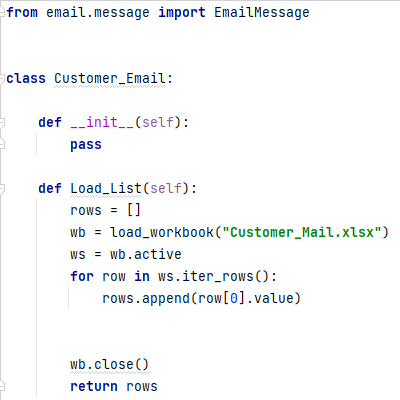 from email.message import EmailMessage
class Customer_Email:
def __init__(self):
pass
def Load_List(self):
rows = []
wb = load_workbook("Customer_Mail.xlsx")
ws = wb.active
for row in ws.iter_rows():
rows.append(row[0].value)
wb.close()
return rows